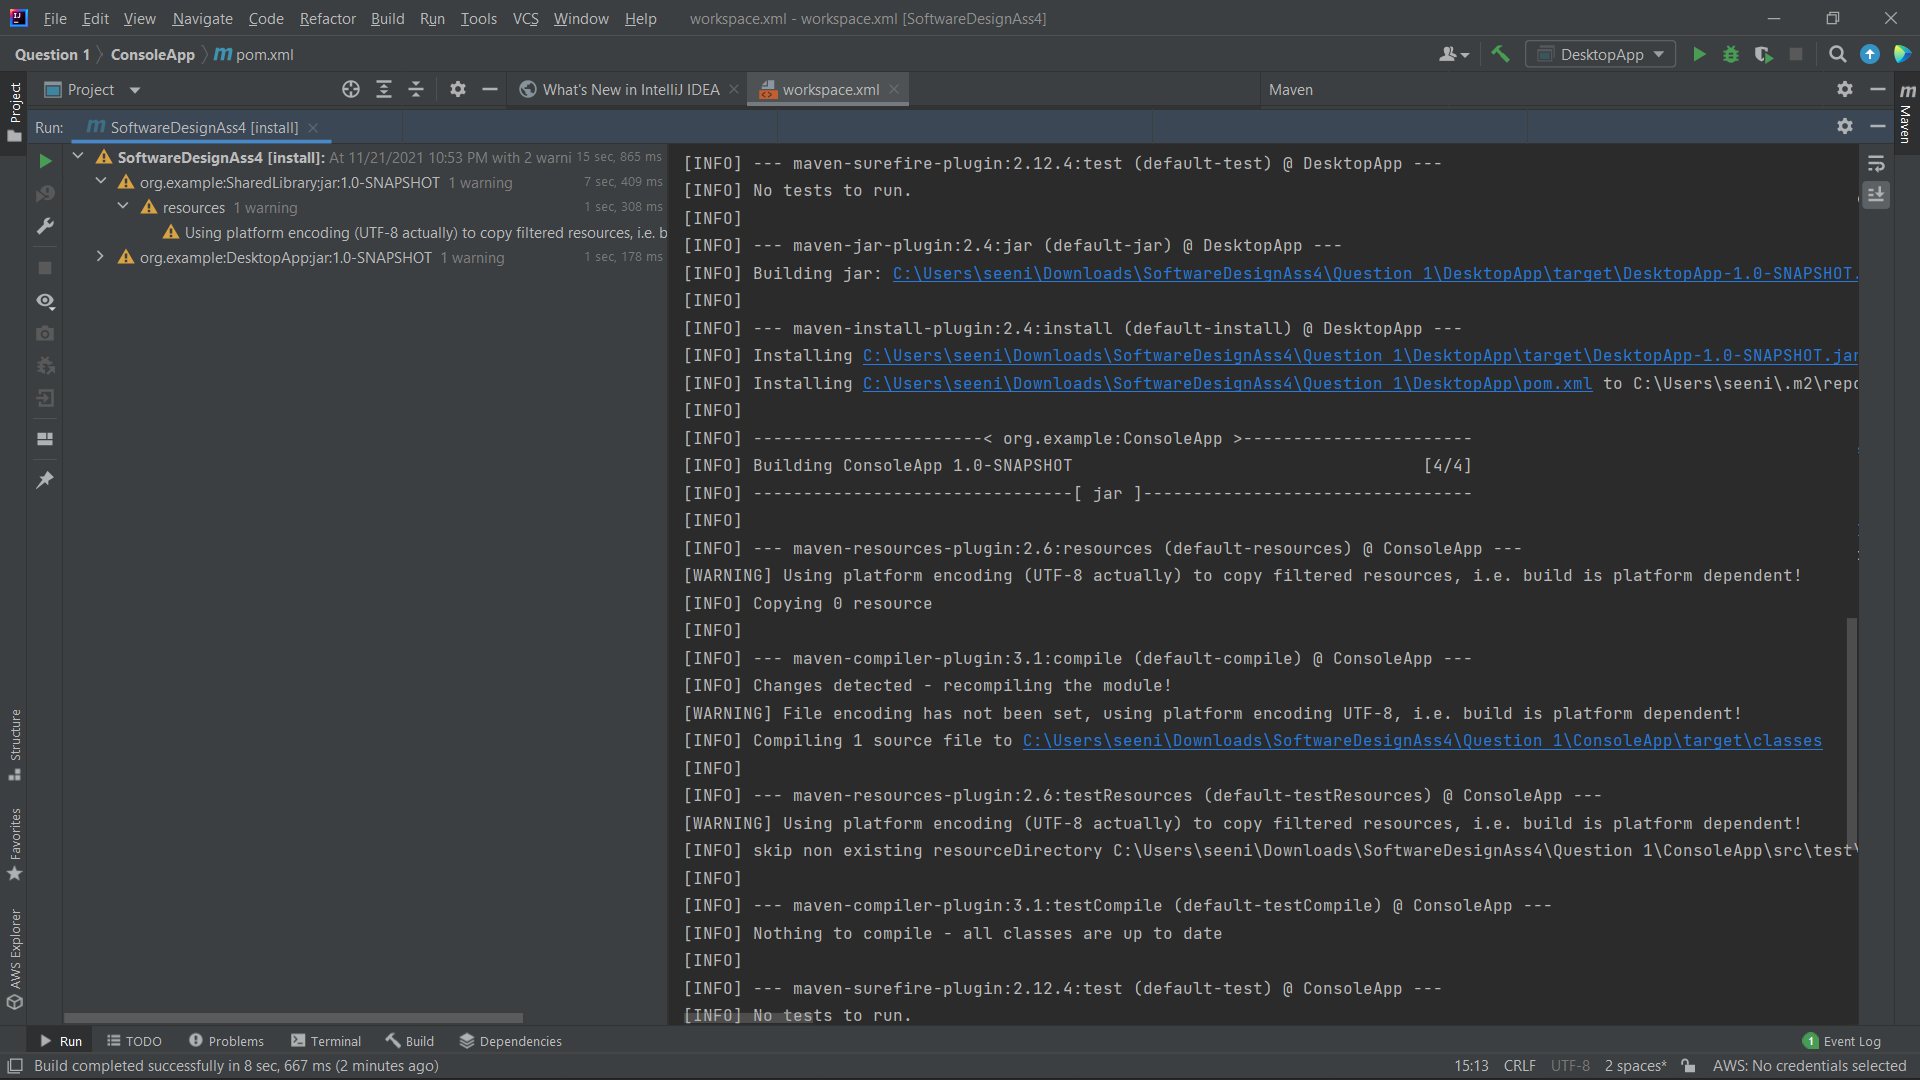 File Edit View Navigate Code Refactor Build Run Tools VCS Window Help workspace.xml - workspace.xml [SoftwareDesignAss4]
Question 1 ConsoleApp pom.xml DesktopApp
Project What's New in IntelliJ IDEA workspace.xml Maven
Run: SoftwareDesignAss4 [install]
SoftwareDesignAss4 [install]: At 11/21/2021 10:53 PM with 2 warni 15 sec, 865 ms
org.example:SharedLibrary:jar:1.0-SNAPSHOT 1 warning 7 sec, 409 ms
resources 1 warning 1 sec, 308 ms
Using platform encoding (UTF-8 actually) to copy filtered resources, i.e. b
org.example:DesktopApp:jar:1.0-SNAPSHOT 1 warning 1 sec, 178 ms
[INFO] --- maven-surefire-plugin:2.12.4:test (default-test) @ DesktopApp ---
[INFO] No tests to run.
[INFO]
[INFO] --- maven-jar-plugin:2.4:jar (default-jar) @ DesktopApp ---
[INFO] Building jar: C:\Users\seeni\Downloads\SoftwareDesignAss4\Question 1\DesktopApp\target\DesktopApp-1.0-SNAPSHOT.
[INFO]
[INFO] --- maven-install-plugin:2.4:install (default-install) @ DesktopApp ---
[INFO] Installing C:\Users\seeni\Downloads\SoftwareDesignAss4\Question 1\DesktopApp\target\DesktopApp-1.0-SNAPSHOT.jar
[INFO] Installing C:\Users\seeni\Downloads\SoftwareDesignAss4\Question 1\DesktopApp\pom.xml to C:\Users\seeni\.m2\repo
[INFO]
[INFO] -----------------------< org.example:ConsoleApp >-----------------------
[INFO] Building ConsoleApp 1.0-SNAPSHOT [4/4]
[INFO] --------------------------------[ jar ]---------------------------------
[INFO]
[INFO] --- maven-resources-plugin:2.6:resources (default-resources) @ ConsoleApp ---
[WARNING] Using platform encoding (UTF-8 actually) to copy filtered resources, i.e. build is platform dependent!
[INFO] Copying 0 resource
[INFO]
[INFO] --- maven-compiler-plugin:3.1:compile (default-compile) @ ConsoleApp ---
[INFO] Changes detected - recompiling the module!
[WARNING] File encoding has not been set, using platform encoding UTF-8, i.e. build is platform dependent!
[INFO] Compiling 1 source file to C:\Users\seeni\Downloads\SoftwareDesignAss4\Question 1\ConsoleApp\target\classes
[INFO]
[INFO] --- maven-resources-plugin:2.6:testResources (default-testResources) @ ConsoleApp ---
[WARNING] Using platform encoding (UTF-8 actually) to copy filtered resources, i.e. build is platform dependent!
[INFO] skip non existing resourceDirectory C:\Users\seeni\Downloads\SoftwareDesignAss4\Question 1\ConsoleApp\src\test\
[INFO]
[INFO] --- maven-compiler-plugin:3.1:testCompile (default-testCompile) @ ConsoleApp ---
[INFO] Nothing to compile - all classes are up to date
[INFO]
[INFO] --- maven-surefire-plugin:2.12.4:test (default-test) @ ConsoleApp ---
[INFO] No tests to run.
Project
Structure
Favorites
AWS Explorer
Maven
Run TODO Problems Terminal Build Dependencies 1 Event Log
Build completed successfully in 8 sec, 667 ms (2 minutes ago) 15:13 CRLF UTF-8 2 spaces* AWS: No credentials selected